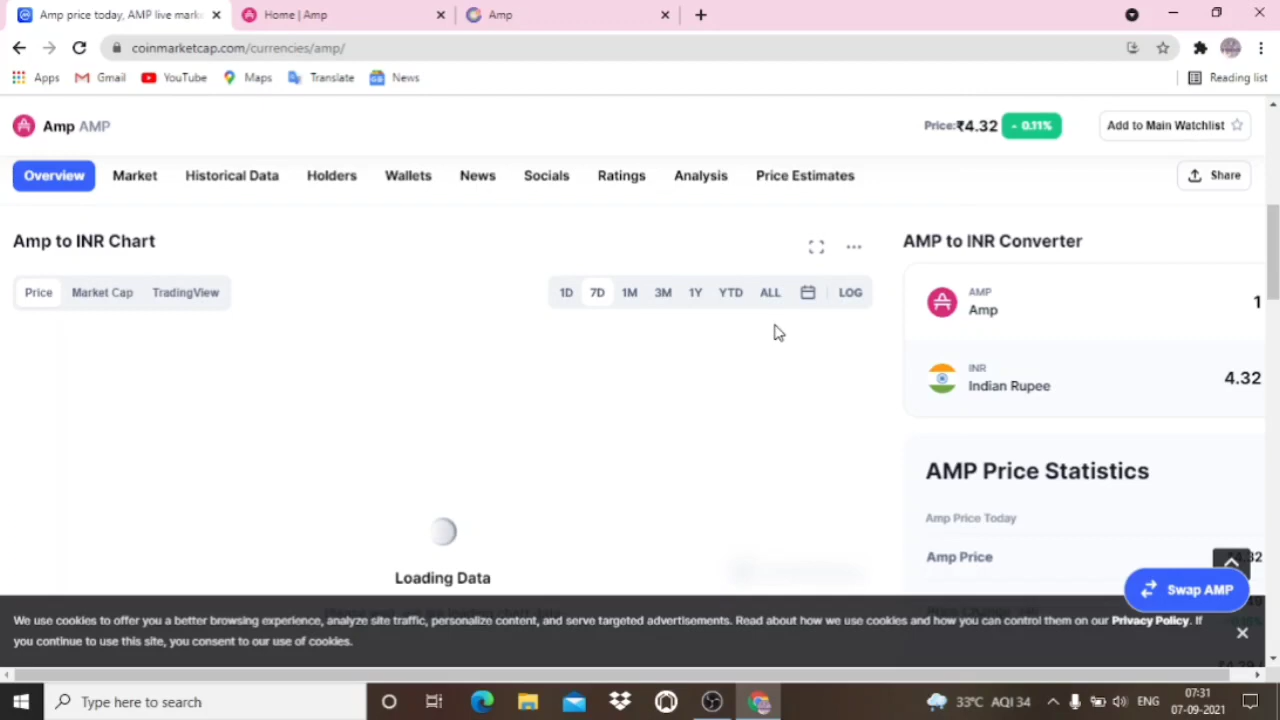 Amp price today, AMP live marke
Home | Amp
Amp
coinmarketcap.com/currencies/amp/
Apps Gmail YouTube Maps Translate News Reading list
Amp AMP
Price:₹4.32 - 0.11% Add to Main Watchlist
Overview Market Historical Data Holders Wallets News Socials Ratings Analysis Price Estimates Share
Amp to INR Chart
AMP to INR Converter
Price Market Cap TradingView
1D 7D 1M 3M 1Y YTD ALL LOG
AMP
Amp
1
INR
Indian Rupee
4.32
AMP Price Statistics
Amp Price Today
Amp Price
Loading Data
Swap AMP
We use cookies to offer you a better browsing experience, analyze site traffic, personalize content, and serve targeted advertisements. Read about how we use cookies and how you can control them on our Privacy Policy. If
you continue to use this site, you consent to our use of cookies.
Type here to search
33°C AQI 34
ENG
07:31
07-09-2021